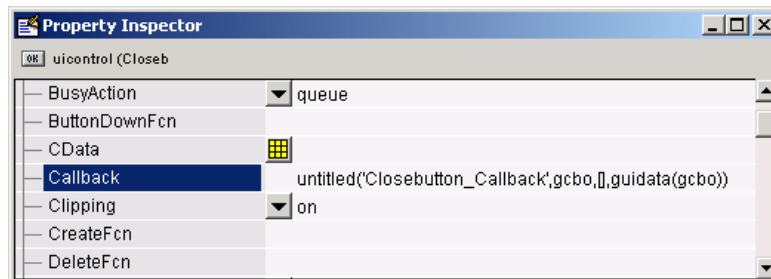 Property Inspector
OK uicontrol (Closeb
BusyAction queue
ButtonDownFcn
CData
Callback untitled('Closebutton_Callback',gcbo,[],guidata(gcbo))
Clipping on
CreateFcn
DeleteFcn